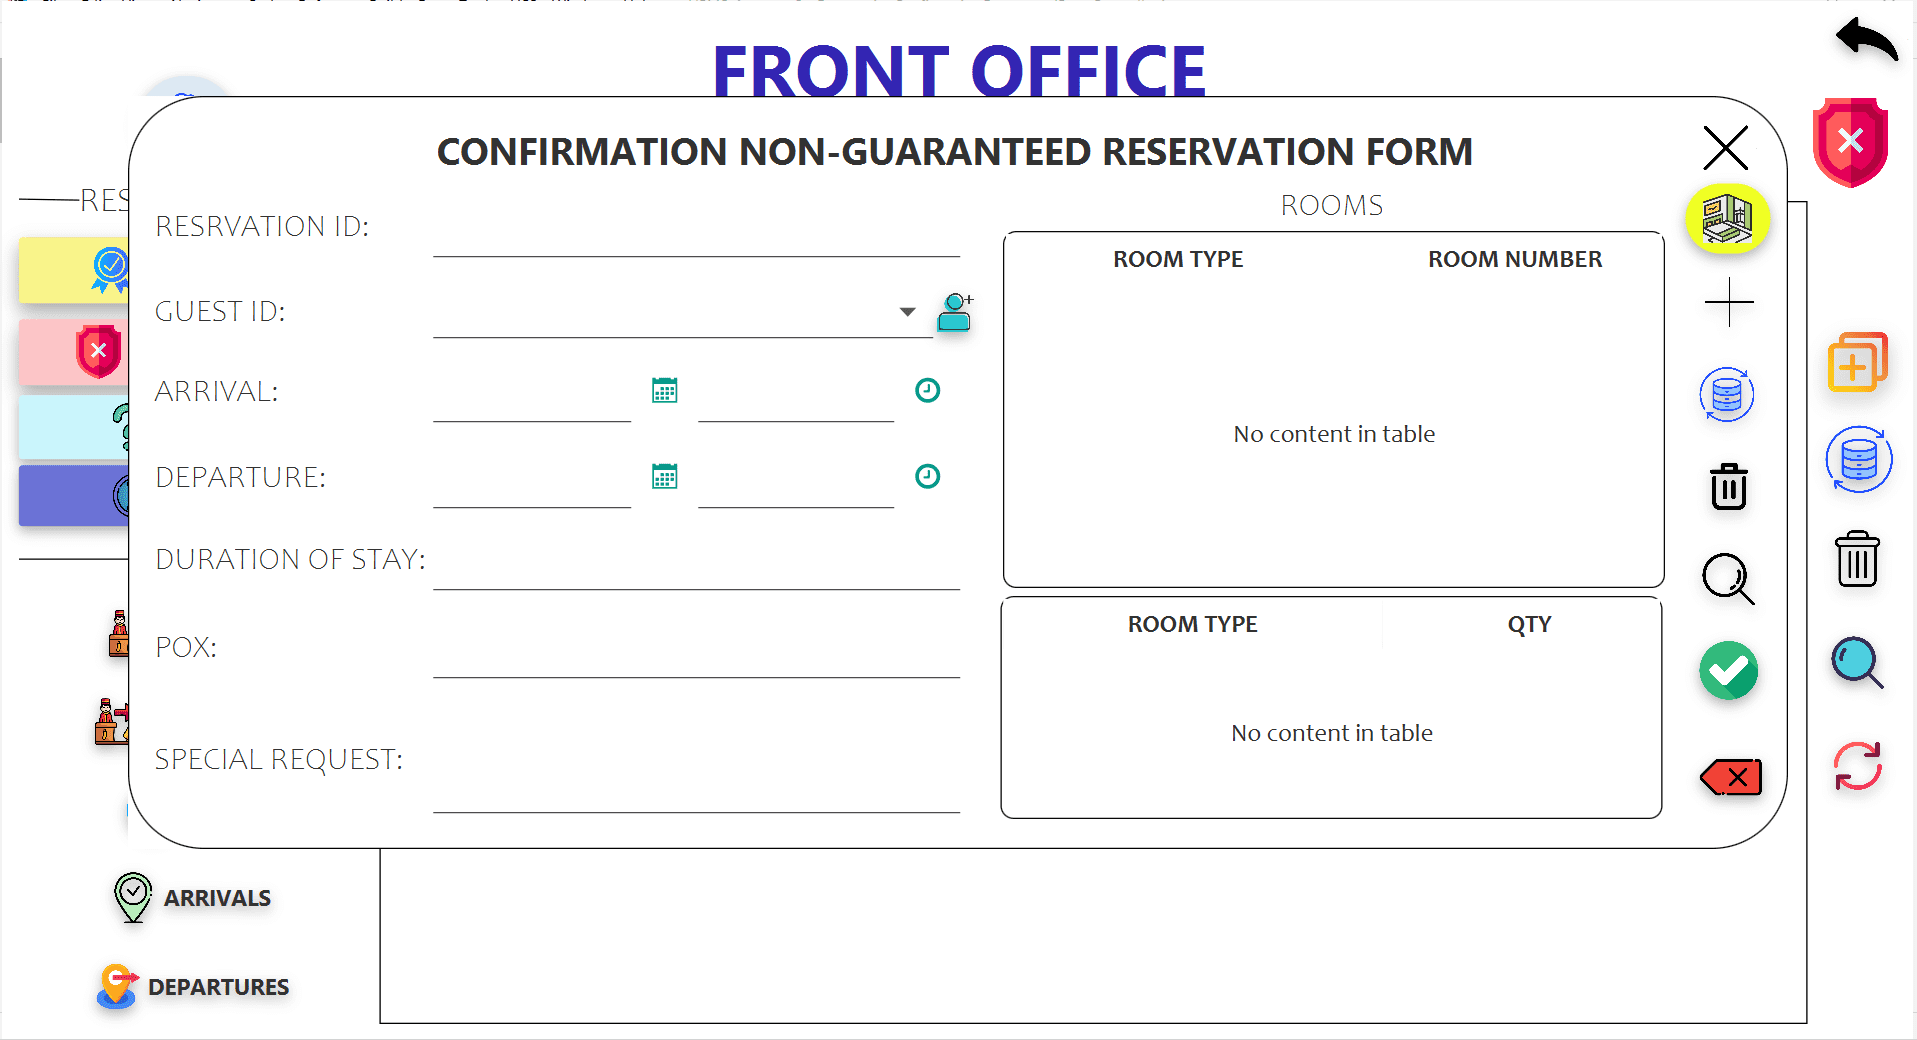 FRONT OFFICE
CONFIRMATION NON-GUARANTEED RESERVATION FORM
RES
RESRVATION ID:
GUEST ID:
ARRIVAL:
DEPARTURE:
DURATION OF STAY:
POX:
SPECIAL REQUEST:
ROOMS
ROOM TYPE ROOM NUMBER
No content in table
ROOM TYPE QTY
No content in table
ARRIVALS
DEPARTURES